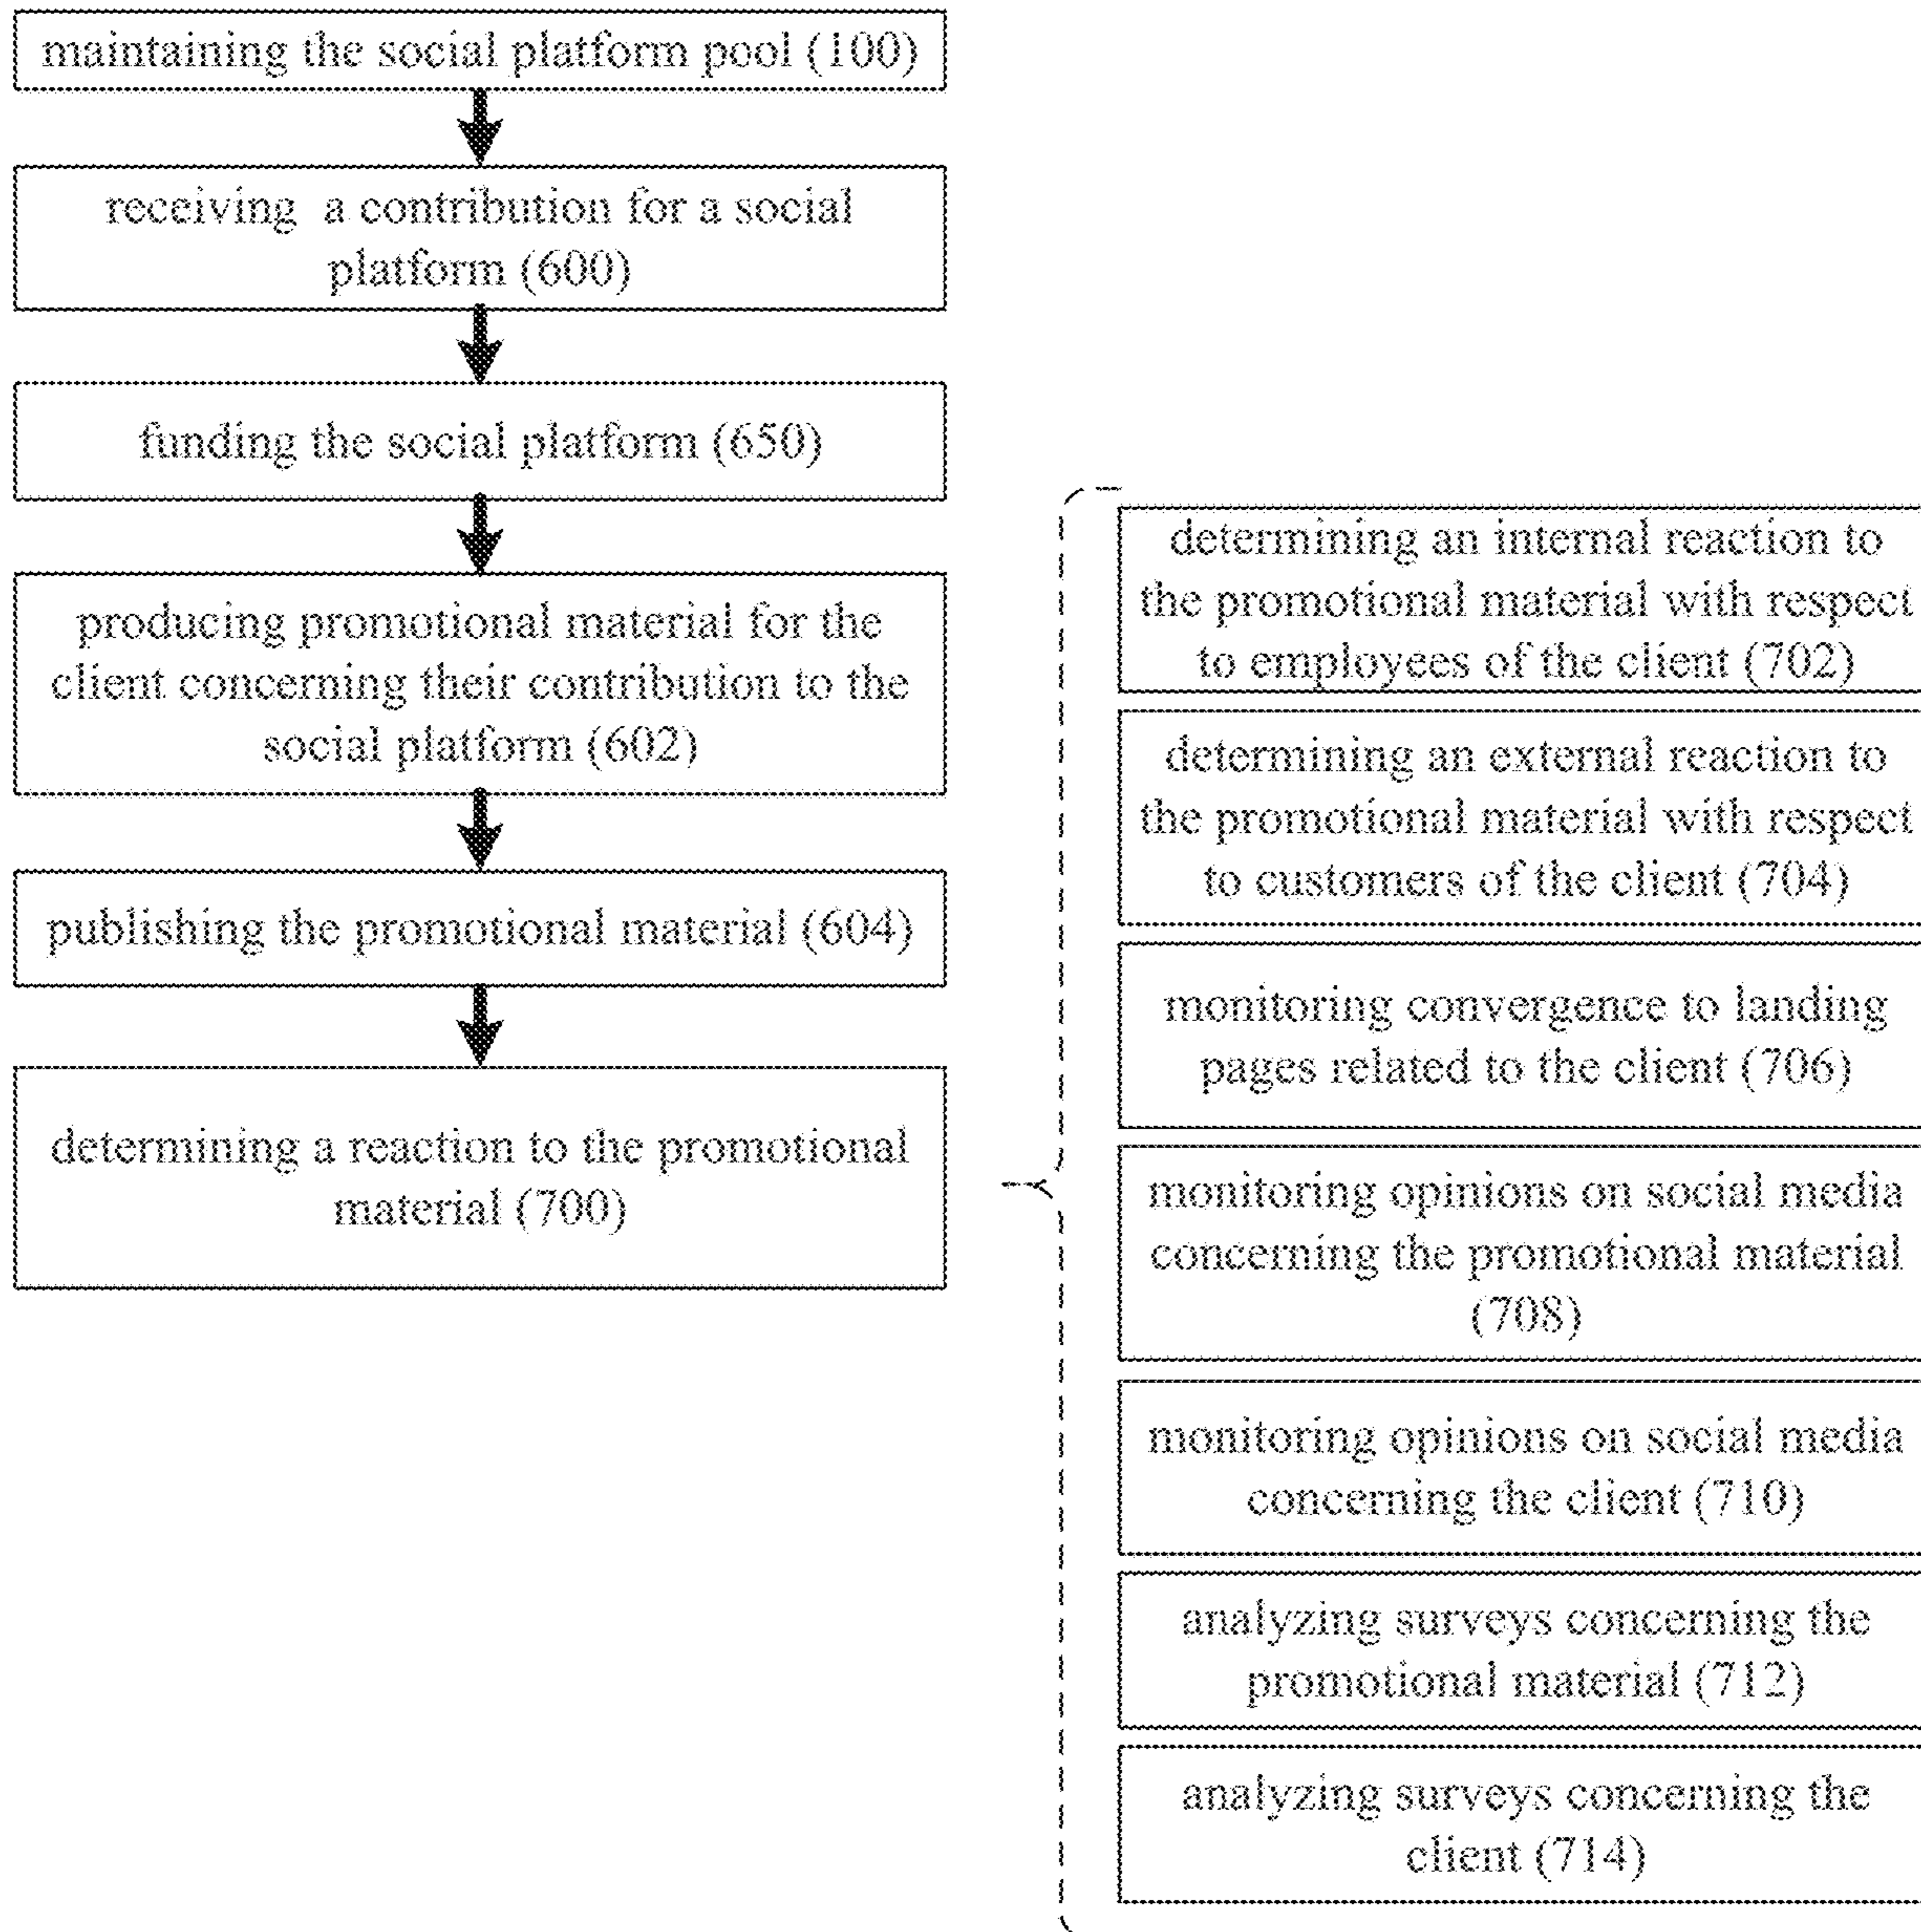 maintaining the social platform pool (100)
receiving a contribution for a social
platform (600)
funding the social platform (650)
producing promotional material for the
client concerning their contribution to the
social platform (602)
publishing the promotional material (604)
determining a reaction to the promotional
material (700)
determining an internal reaction to
the promotional material with respect
to employees of the client (702)
determining an external reaction to
the promotional material with respect
to customers of the client (704)
monitoring convergence to landing
pages related to the client (706)
monitoring opinions on social media
concerning the promotional material
(708)
monitoring opinions on social media
concerning the client (710)
analyzing surveys concerning the
promotional material (712)
analyzing surveys concerning the
client (714)